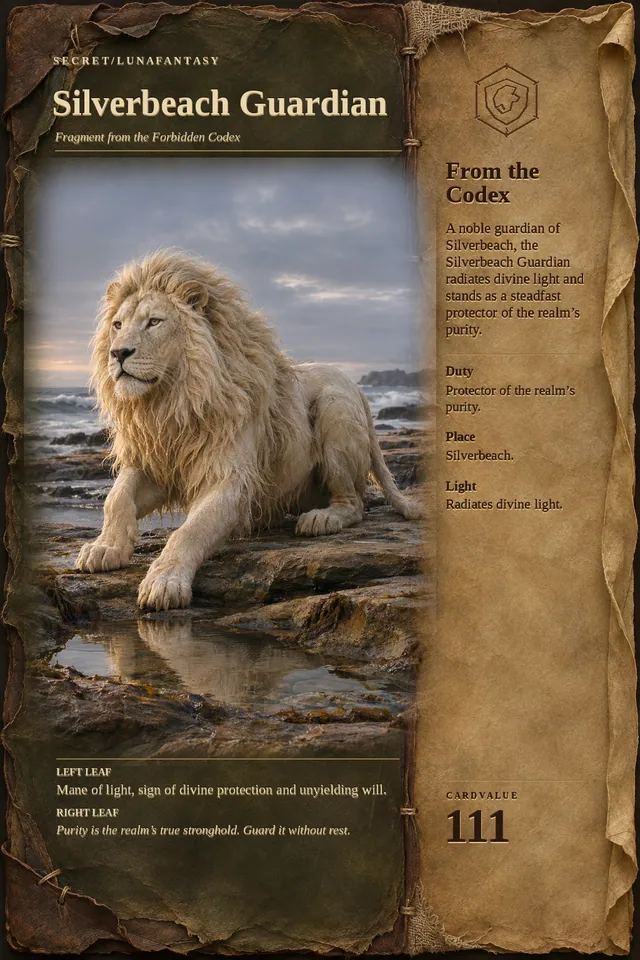 SECRET/LUNAFANTASY
Silverbeach Guardian
Fragment from the Forbidden Codex
LEFT LEAF
Mane of light, sign of divine protection and unyielding will.
RIGHT LEAF
Purity is the realm’s true stronghold. Guard it without rest.
From the
Codex
A noble guardian of
Silverbeach, the
Silverbeach Guardian
radiates divine light and
stands as a steadfast
protector of the realm’s
purity.
Duty
Protector of the realm’s
purity.
Place
Silverbeach.
Light
Radiates divine light.
CARDVALUE
111